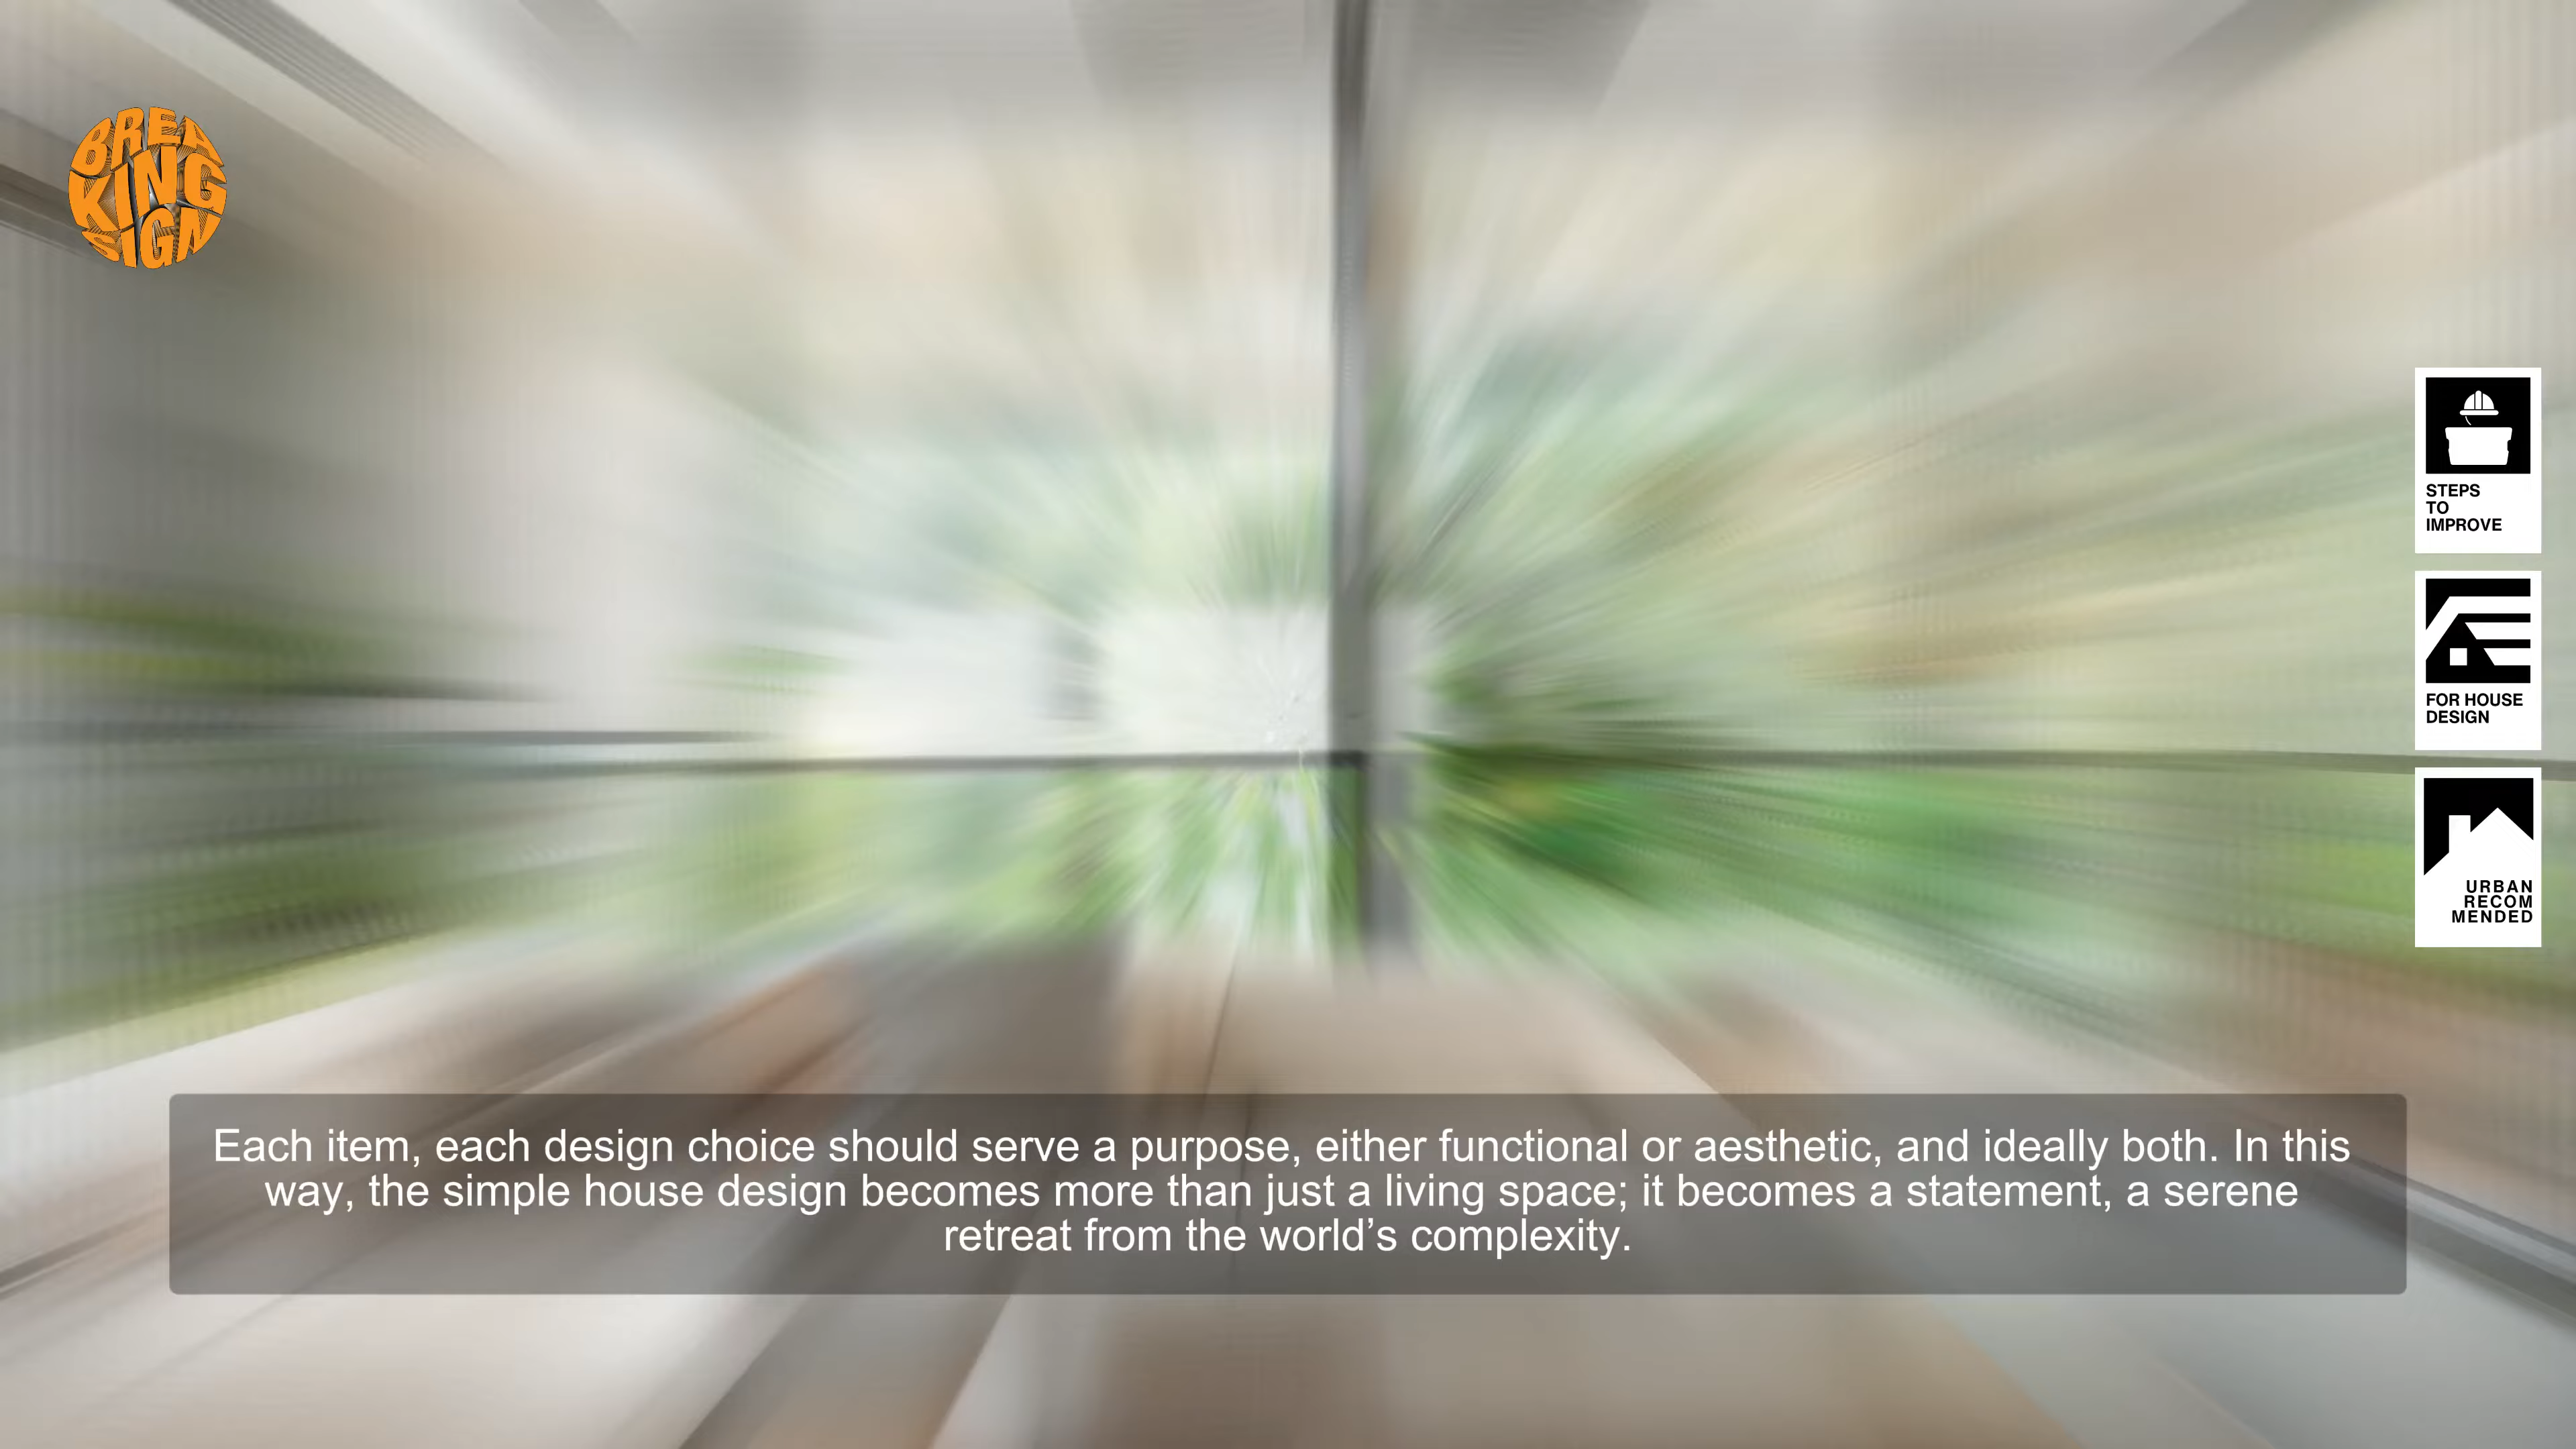 BREA
KING
SIGN
STEPS
TO
IMPROVE
FOR HOUSE
DESIGN
URBAN
RECOM
MENDED
Each item, each design choice should serve a purpose, either functional or aesthetic, and ideally both. In this
way, the simple house design becomes more than just a living space; it becomes a statement, a serene
retreat from the world’s complexity.